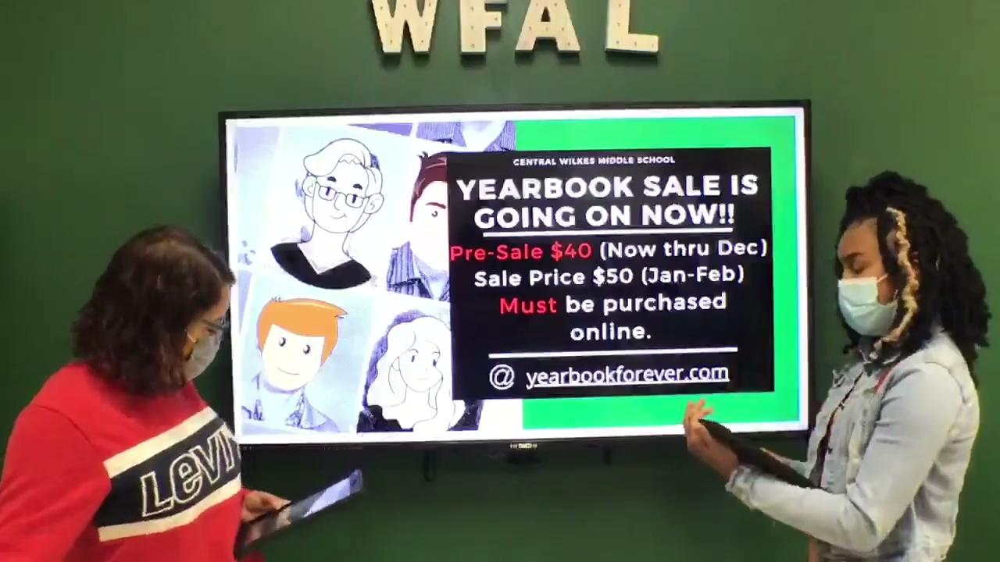 WFAL
CENTRAL WILKES MIDDLE SCHOOL
YEARBOOK SALE IS
GOING ON NOW!!
Pre-Sale $40 (Now thru Dec)
Sale Price $50 (Jan-Feb)
Must be purchased
online.
@ yearbookforever.com
HITACHI
Levi's